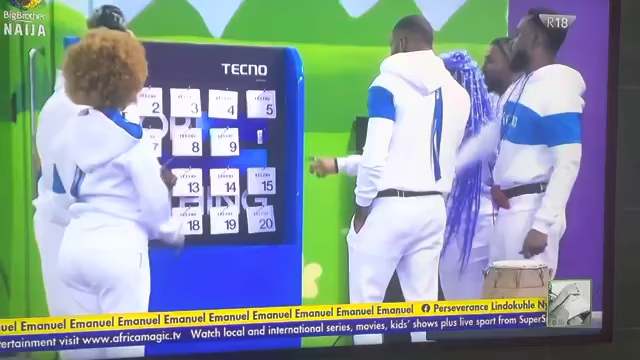 BigBrother
NAIJA
R18
TECNO
2 3 4 5
7 8 9
13 14 15
18 19 20
Emanuel Emanuel Emanuel Emanuel Emanuel Emanuel Emanuel Emanuel Perseverance Lindokuhle
visit www.africamagic.tv Watch local and international series, movies, kids' shows plus live sport from